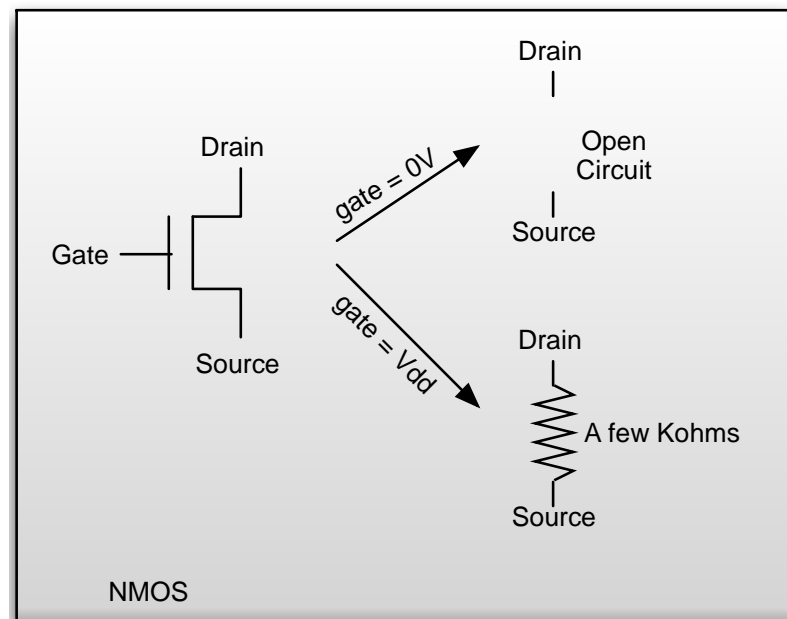 Drain
Gate
Source
gate = 0V
gate = Vdd
Drain
Open
Circuit
Source
Drain
A few Kohms
Source
NMOS